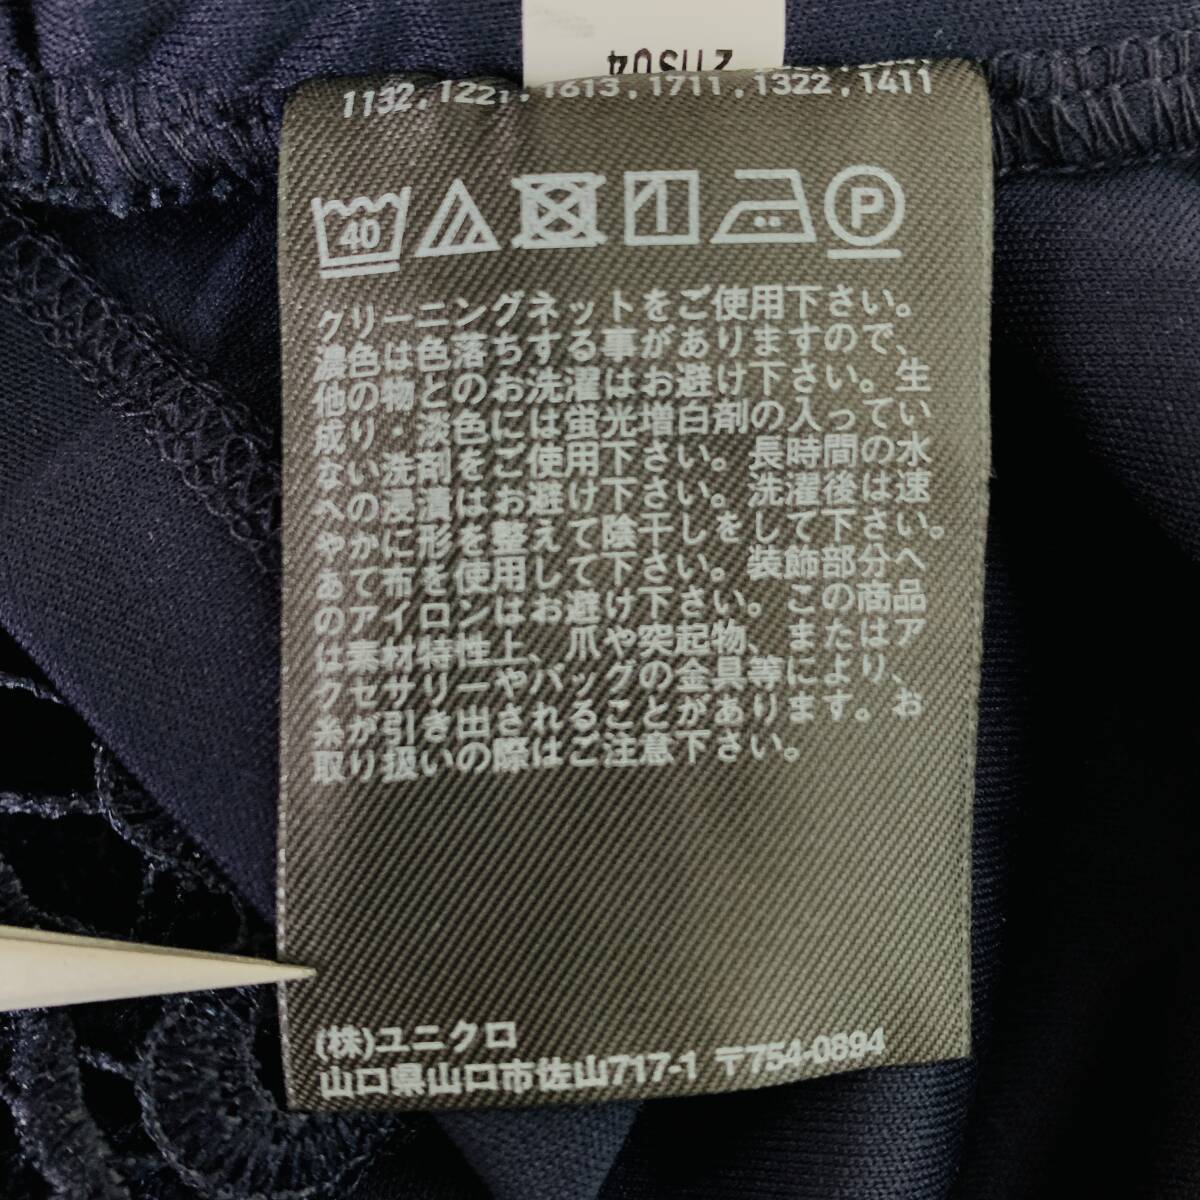 211S04
1132,1221,1613,1711,1322,1411
40 P
クリーニングネットをご使用下さい。
濃色は色落ちする事がありますので、
他の物とのお洗濯はお避け下さい。生
成り・淡色には蛍光増白剤の入ってい
ない洗剤をご使用下さい。長時間の水
への浸漬はお避け下さい。洗濯後は速
やかに形を整えて陰干しをして下さい。
あて布を使用して下さい。装飾部分へ
のアイロンはお避け下さい。この商品
は素材特性上、爪や突起物、またはア
クセサリーやバッグの金具等により、
糸が引き出されることがあります。お
取り扱いの際はご注意下さい。
(株)ユニクロ
山口県山口市佐山717-1 〒754-0894